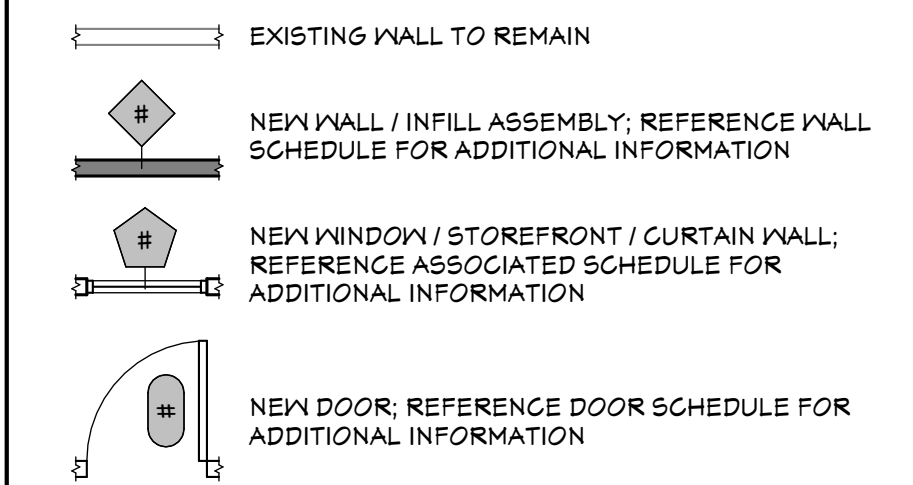 EXISTING WALL TO REMAIN
#
NEW WALL / INFILL ASSEMBLY; REFERENCE WALL
SCHEDULE FOR ADDITIONAL INFORMATION
#
NEW WINDOW / STOREFRONT / CURTAIN WALL;
REFERENCE ASSOCIATED SCHEDULE FOR
ADDITIONAL INFORMATION
#
NEW DOOR; REFERENCE DOOR SCHEDULE FOR
ADDITIONAL INFORMATION